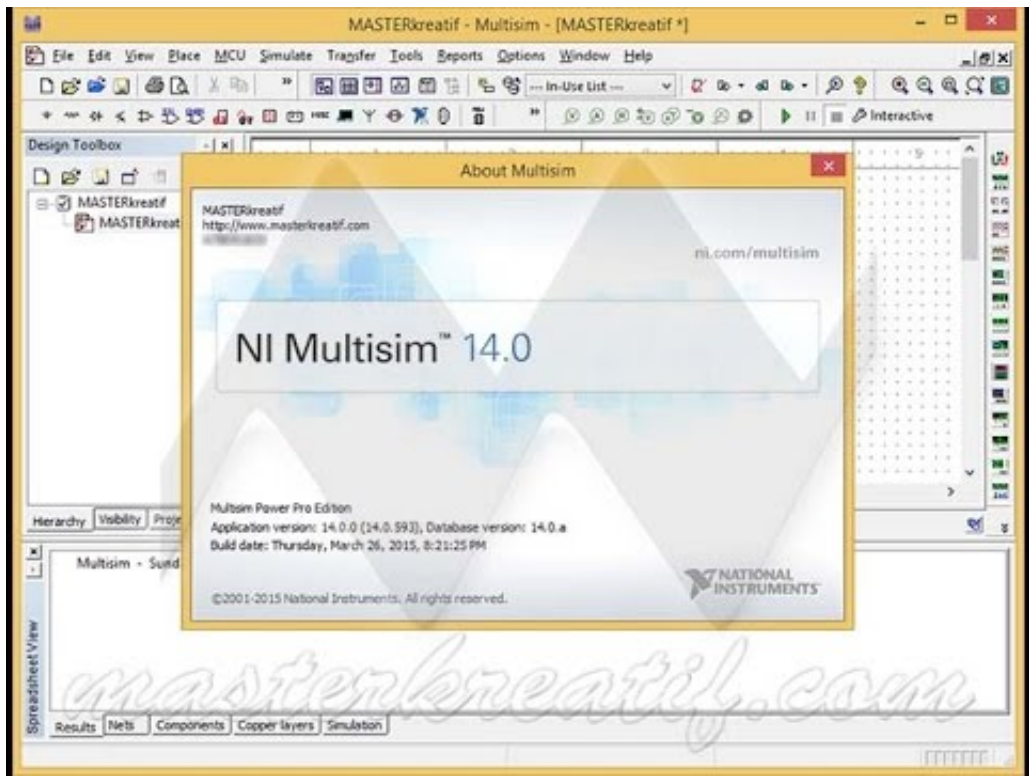 MASTERkreatif - Multisim - [MASTERkreatif *]
File Edit View Place MCU Simulate Transfer Tools Reports Options Window Help
--- In-Use List ---
Interactive
Design Toolbox
About Multisim
MASTERkreatif
MASTERkreat
MASTERkreatif
http://www.masterkreatif.com
ni.com/multisim
NI Multisim™ 14.0
Multisim Power Pro Edition
Application version: 14.0.0 (14.0.593), Database version: 14.0.a
Build date: Thursday, March 26, 2015, 8:21:25 PM
NATIONAL
INSTRUMENTS
©2001-2015 National Instruments. All rights reserved.
Hierarchy Visibility Proje
Multisim - Sund
Spreadsheet View
masterkreatif.com
Results Nets Components Copper layers Simulation